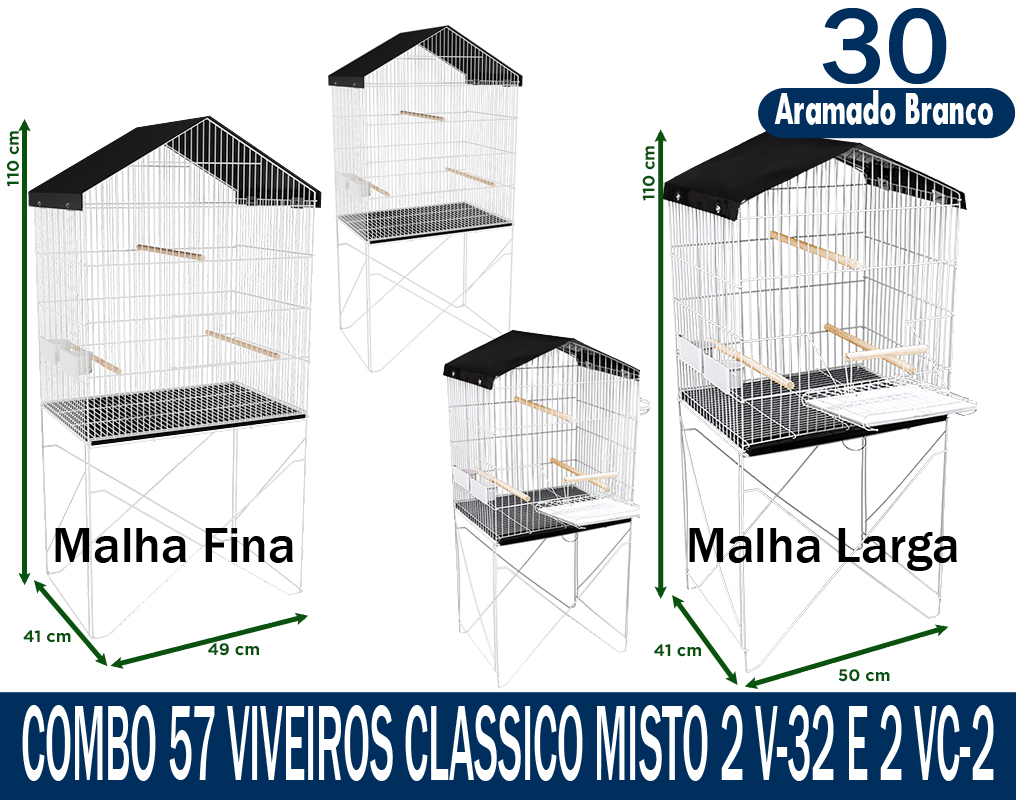 30
Aramado Branco
110 cm
110 cm
Malha Fina
Malha Larga
41 cm
49 cm
41 cm
50 cm
COMBO 57 VIVEIROS CLASSICO MISTO 2 V-32 E 2 VC-2